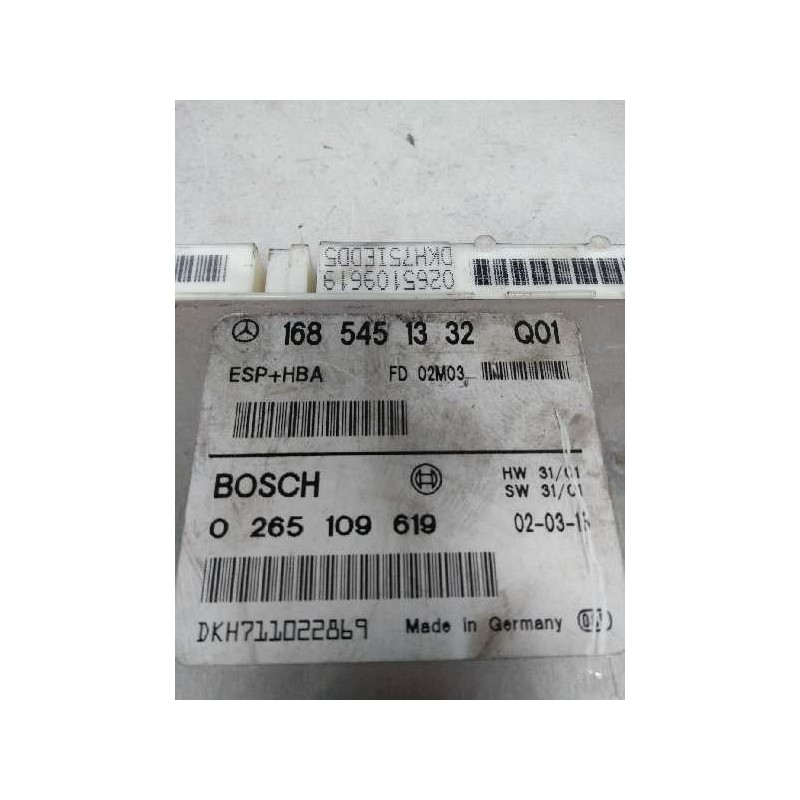 DKH751EDD5
0265109619
168 545 13 32 Q01
ESP+HBA FD 02M03
BOSCH HW 31/01
SW 31/01
0 265 109 619
DKH711022869 Made in Germany